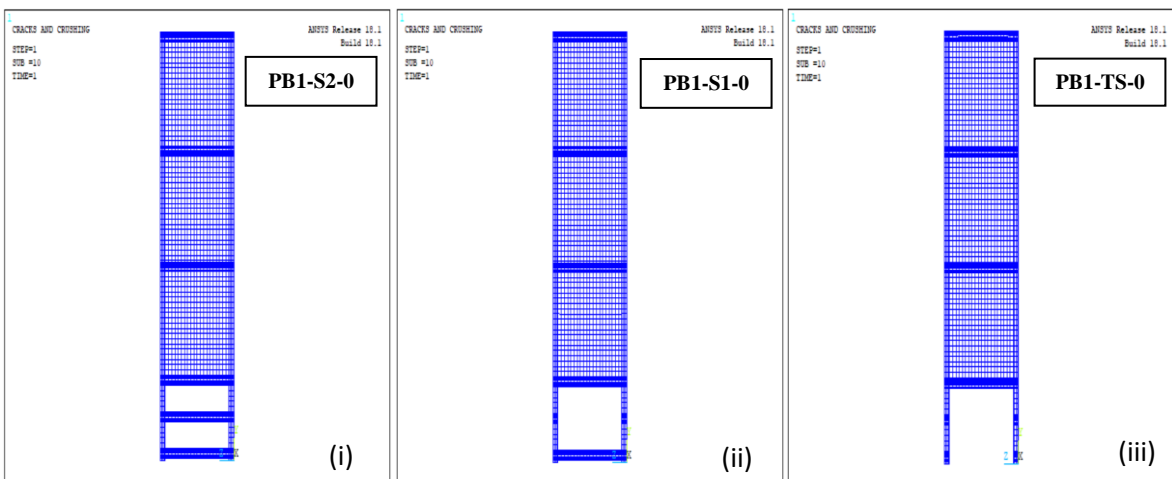 1
CRACKS AND CRUSHING
STEP=1
SUB =10
TIME=1
ANSYS Release 18.1
Build 18.1
PB1-S2-0
Z X
(i)
1
CRACKS AND CRUSHING
STEP=1
SUB =10
TIME=1
ANSYS Release 18.1
Build 18.1
PB1-S1-0
Z X
(ii)
1
CRACKS AND CRUSHING
STEP=1
SUB =10
TIME=1
ANSYS Release 18.1
Build 18.1
PB1-TS-0
Z X
(iii)